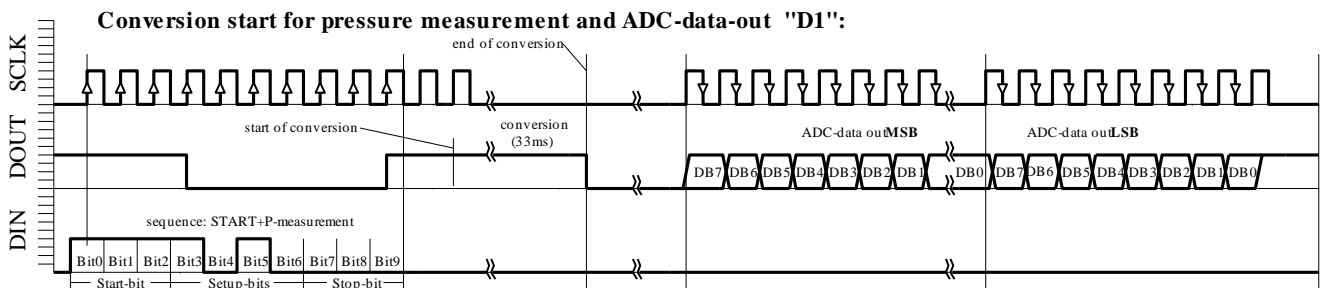 Conversion start for pressure measurement and ADC-data-out "D1":
end of conversion
SCLK
start of conversion
conversion
(33ms)
ADC-data out MSB
ADC-data out LSB
DOUT
DB7 DB6 DB5 DB4 DB3 DB2 DB1 DB0 DB7 DB6 DB5 DB4 DB3 DB2 DB1 DB0
DIN
sequence: START+P-measurement
Bit0 Bit1 Bit2 Bit3 Bit4 Bit5 Bit6 Bit7 Bit8 Bit9
Start-bit Setup-bits Stop-bit